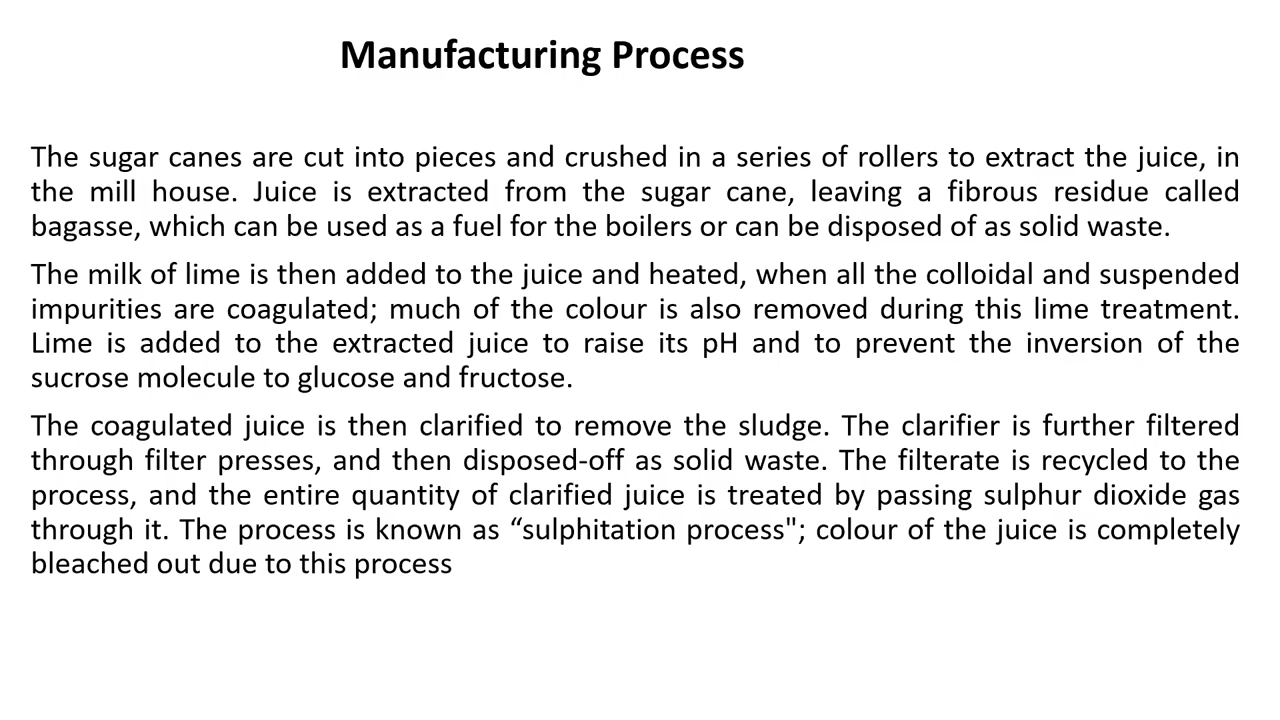 Manufacturing Process
The sugar canes are cut into pieces and crushed in a series of rollers to extract the juice, in
the mill house. Juice is extracted from the sugar cane, leaving a fibrous residue called
bagasse, which can be used as a fuel for the boilers or can be disposed of as solid waste.
The milk of lime is then added to the juice and heated, when all the colloidal and suspended
impurities are coagulated; much of the colour is also removed during this lime treatment.
Lime is added to the extracted juice to raise its pH and to prevent the inversion of the
sucrose molecule to glucose and fructose.
The coagulated juice is then clarified to remove the sludge. The clarifier is further filtered
through filter presses, and then disposed-off as solid waste. The filterate is recycled to the
process, and the entire quantity of clarified juice is treated by passing sulphur dioxide gas
through it. The process is known as “sulphitation process"; colour of the juice is completely
bleached out due to this process